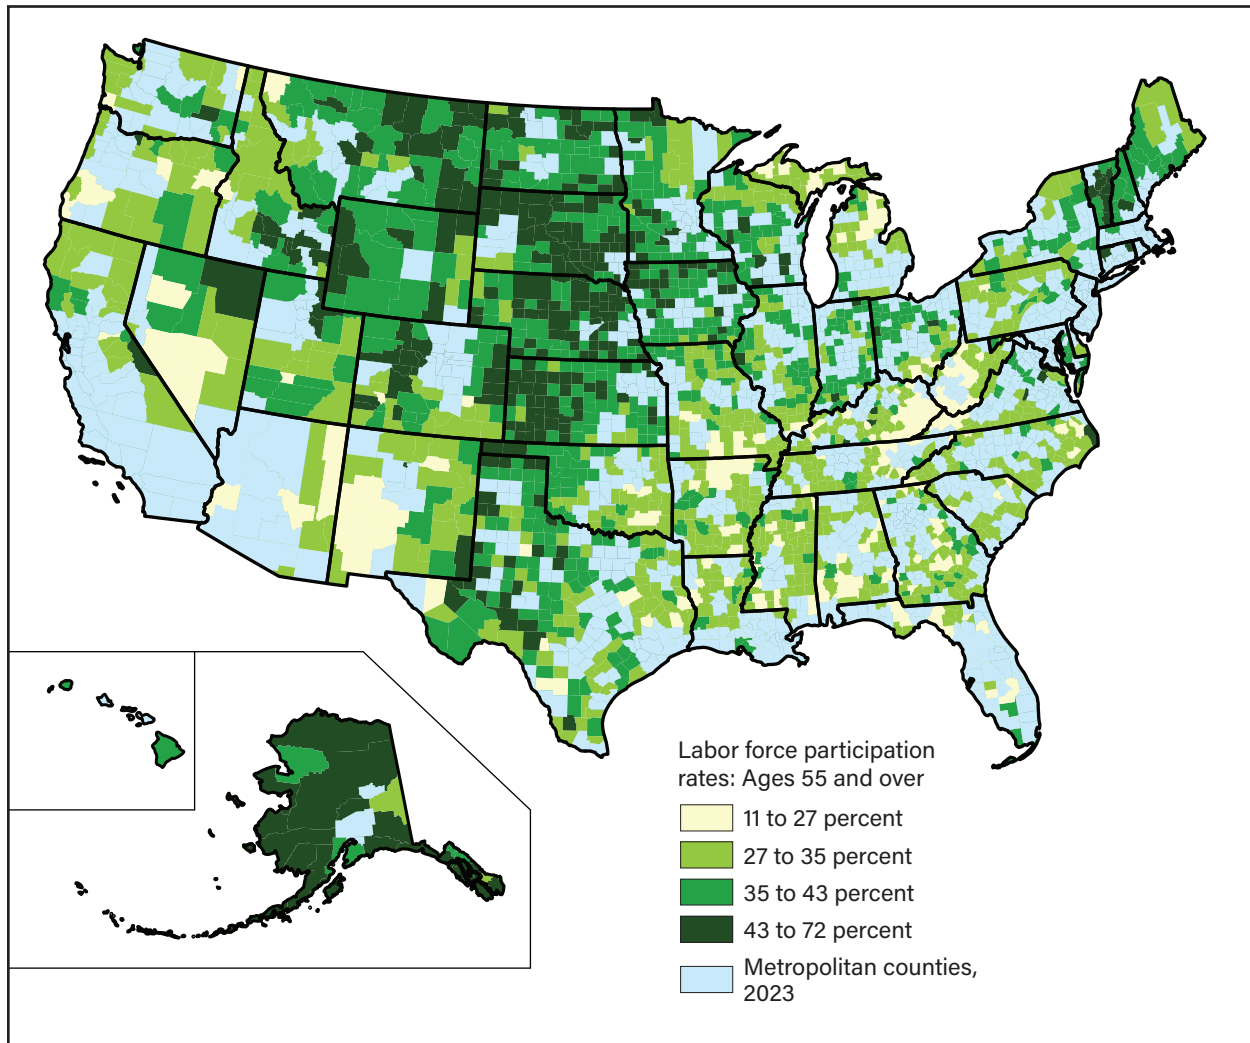 Labor force participation
rates: Ages 55 and over
11 to 27 percent
27 to 35 percent
35 to 43 percent
43 to 72 percent
Metropolitan counties,
2023